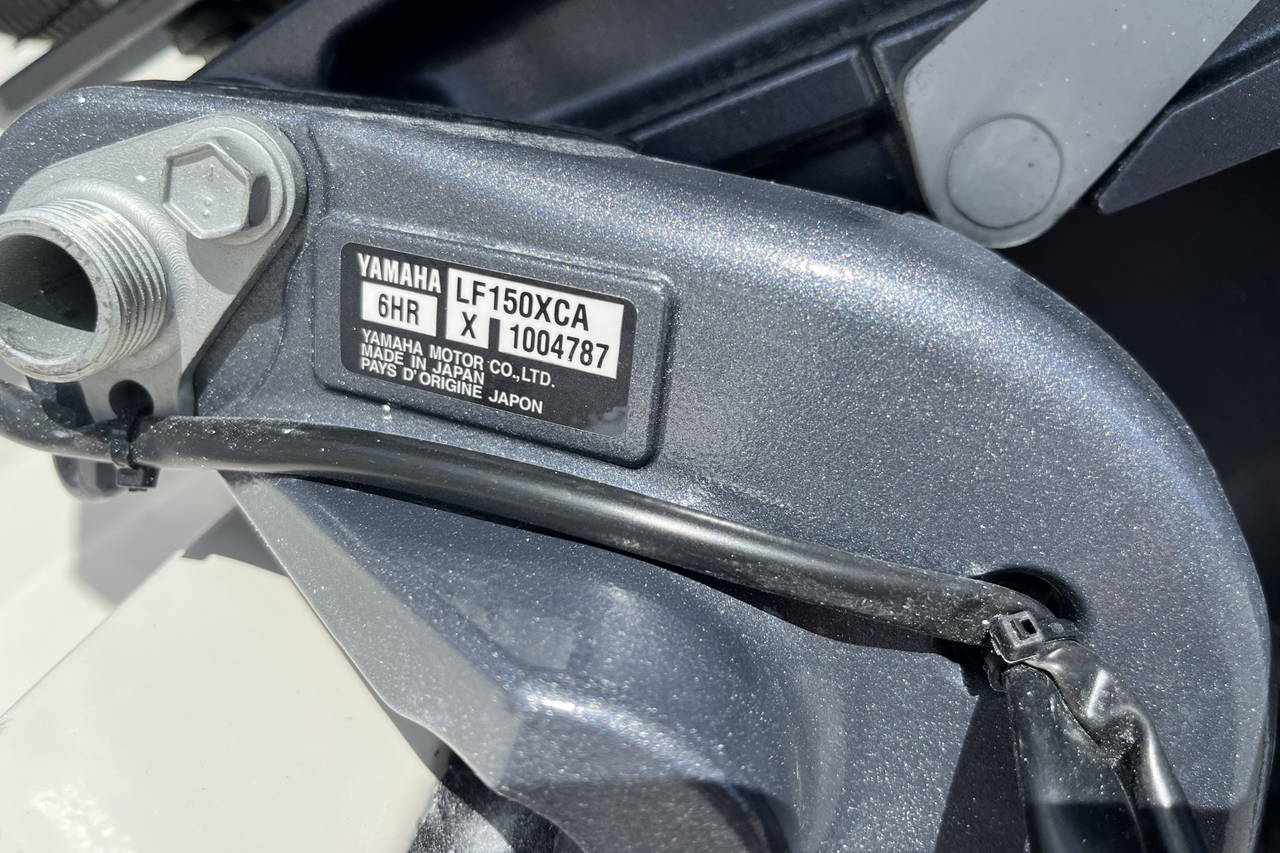 YAMAHA LF150XCA
6HR X 1004787
YAMAHA MOTOR CO.,LTD.
MADE IN JAPAN
PAYS D'ORIGINE JAPON